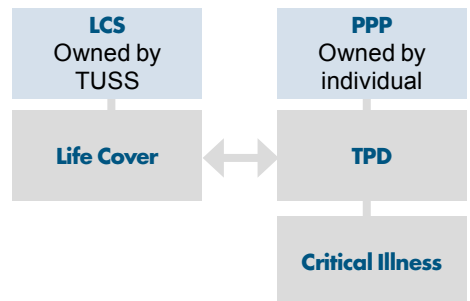 LCS
Owned by
TUSS
PPP
Owned by
individual
Life Cover
TPD
Critical Illness